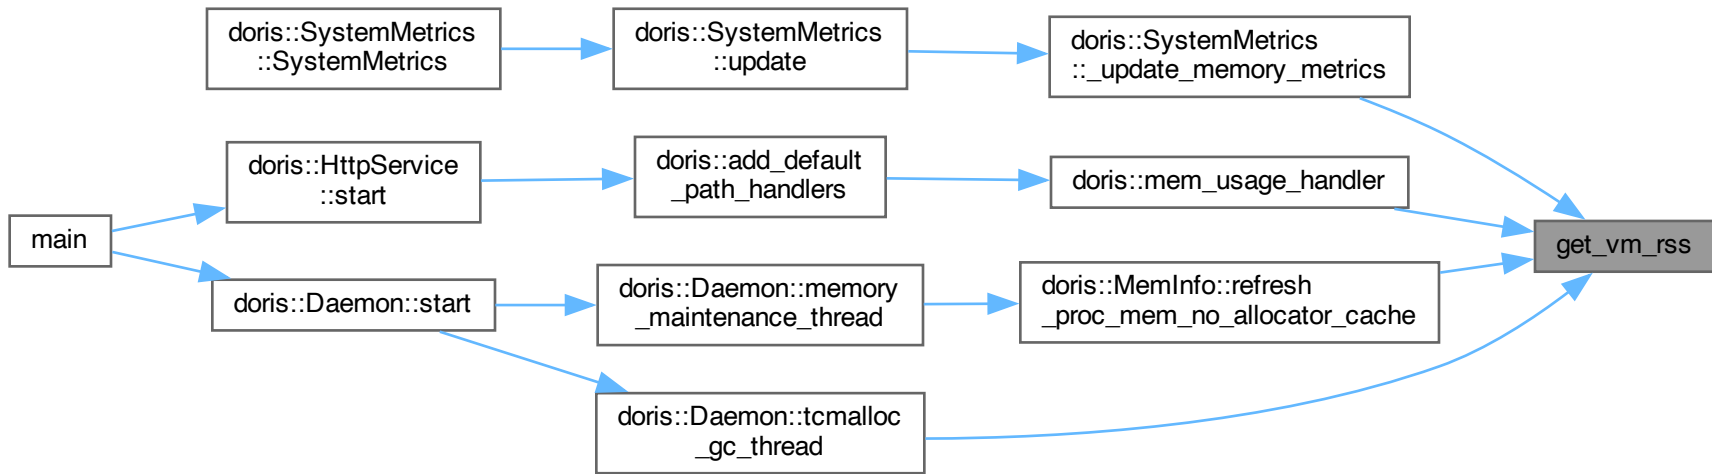 doris::SystemMetrics
::SystemMetrics
doris::SystemMetrics
::update
doris::SystemMetrics
::_update_memory_metrics
doris::HttpService
::start
doris::add_default
_path_handlers
doris::mem_usage_handler
main
get_vm_rss
doris::Daemon::start
doris::Daemon::memory
_maintenance_thread
doris::MemInfo::refresh
_proc_mem_no_allocator_cache
doris::Daemon::tcmalloc
_gc_thread